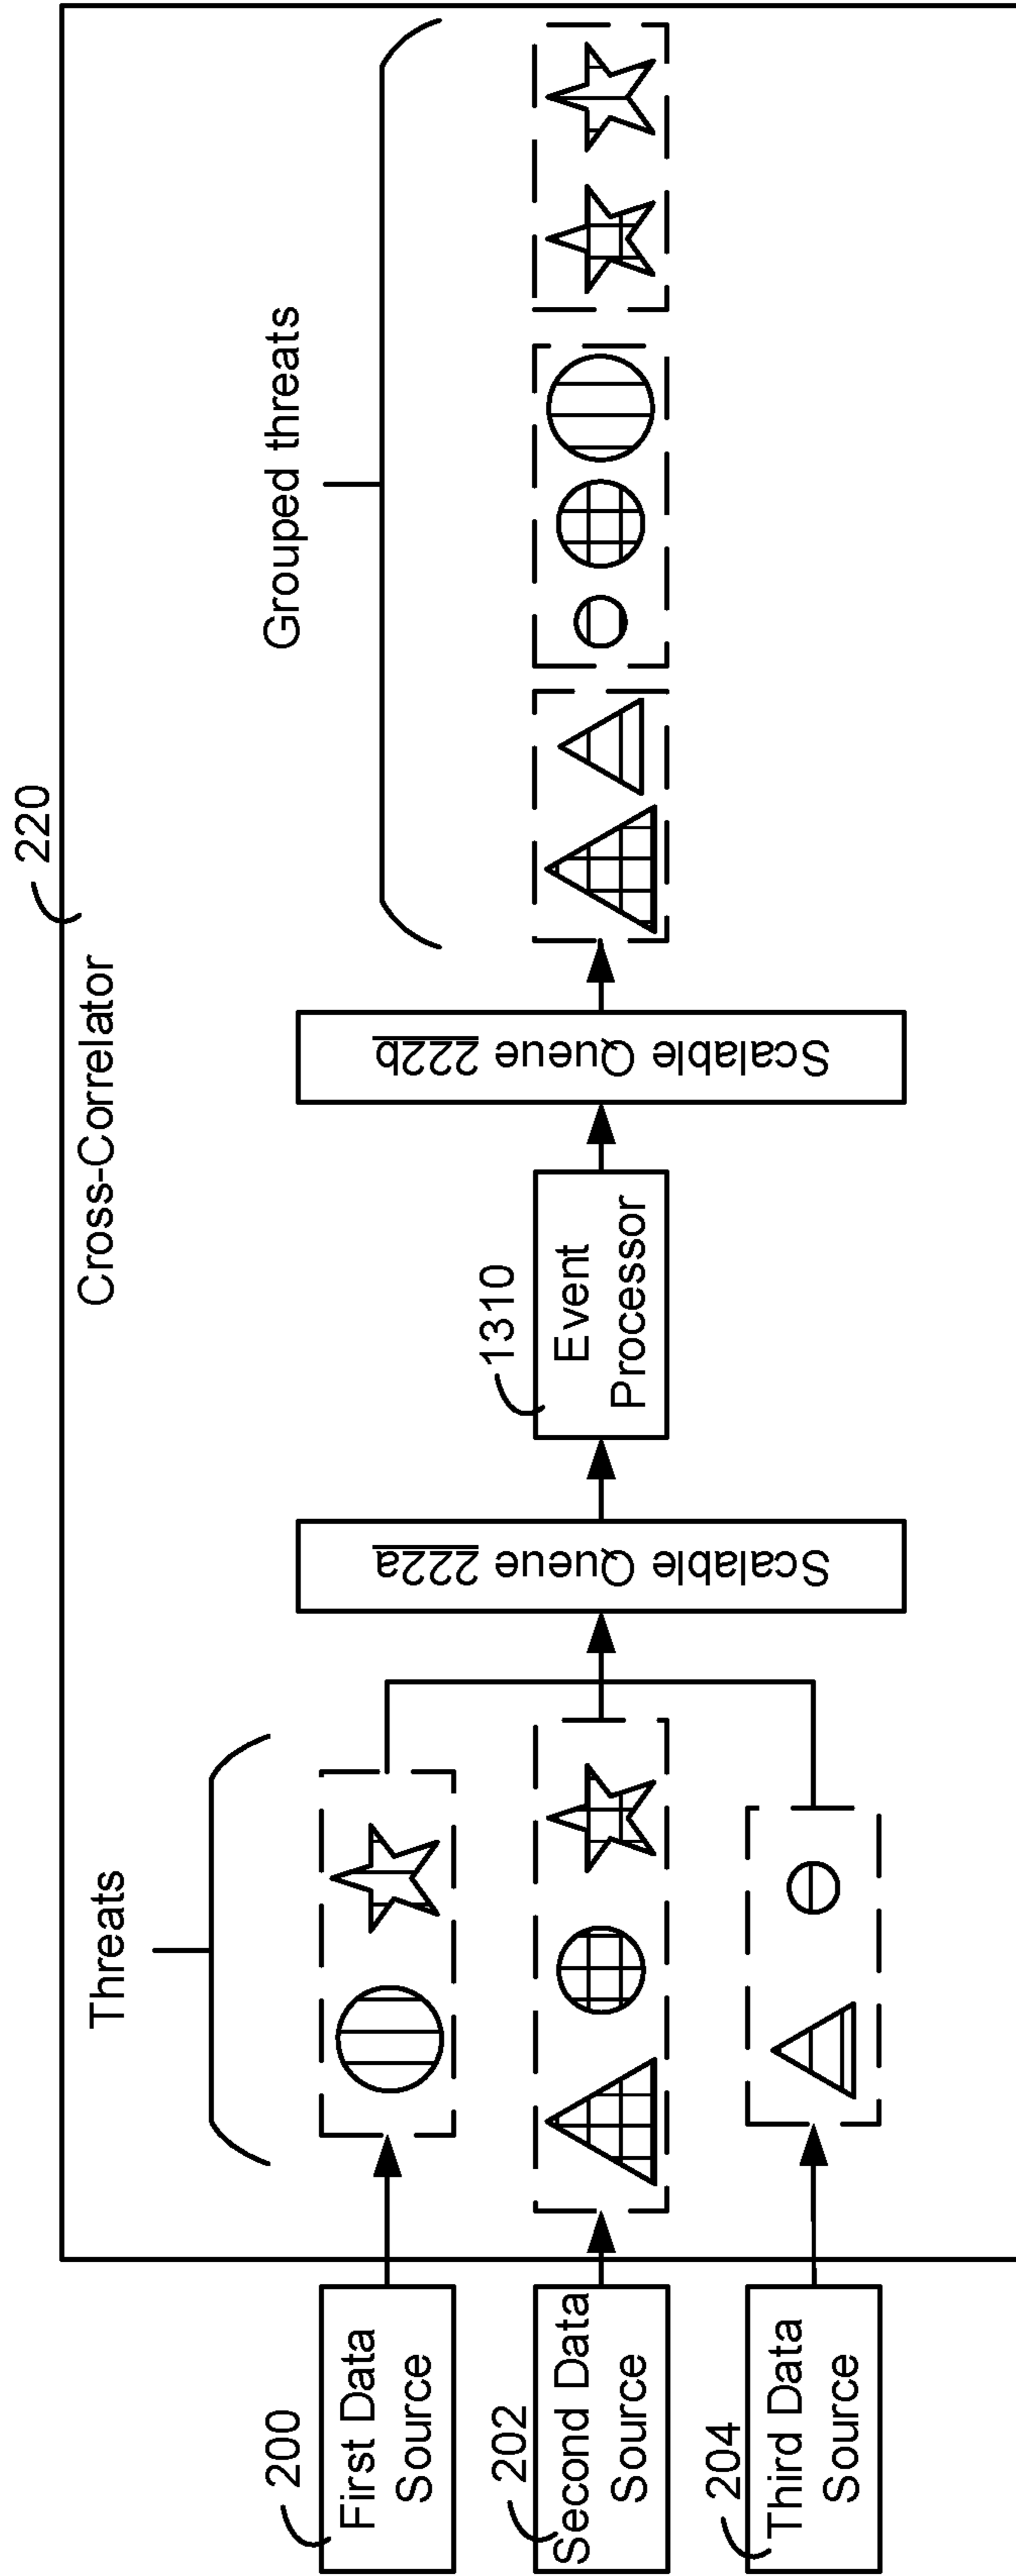 220
Cross-Correlator
Threats
Grouped threats
200
First Data
Source
202
Second Data
Source
204
Third Data
Source
Scalable Queue 222a
1310
Event
Processor
Scalable Queue 222b